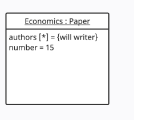 Economics : Paper
authors [*] = {will writer}
number = 15